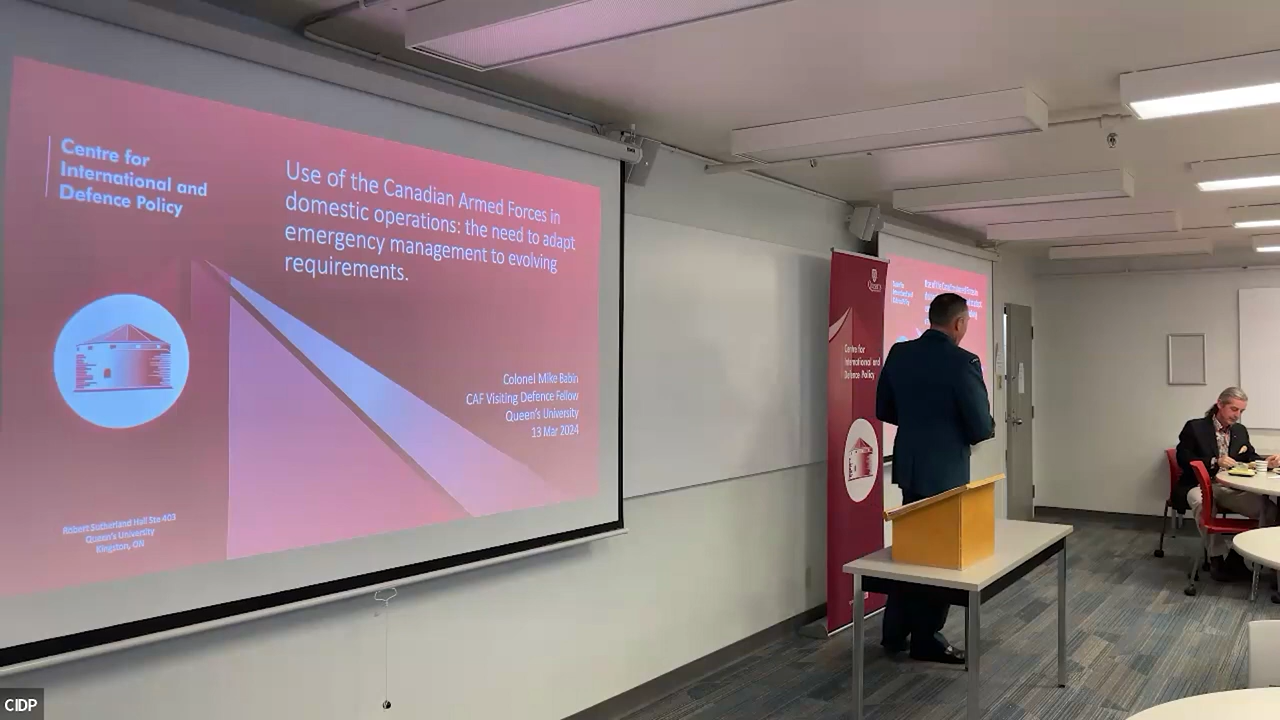 Centre for
International and
Defence Policy
Use of the Canadian Armed Forces in
domestic operations: the need to adapt
emergency management to evolving
requirements.
Colonel Mike Babin
CAF Visiting Defence Fellow
Queen's University
13 Mar 2024
Robert Sutherland Hall Ste 403
Queen's University
Kingston, ON
Queen's
Centre for
International and
Defence Policy
CIDP